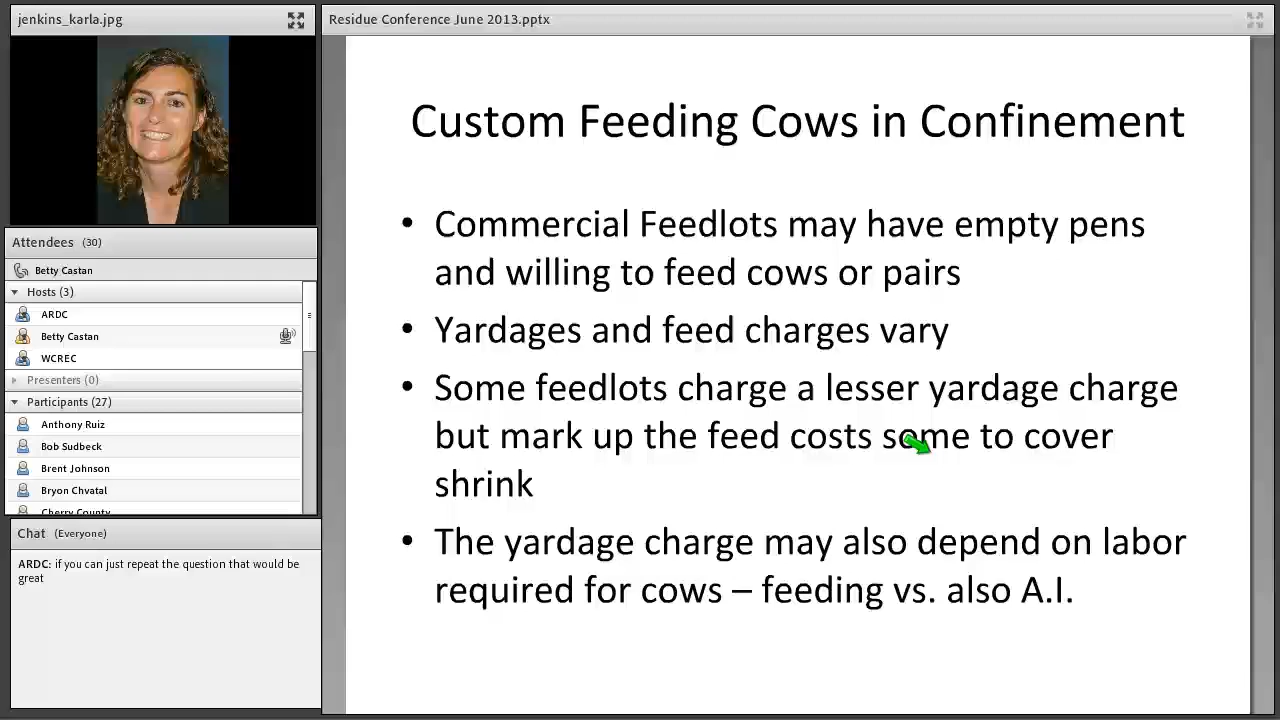 jenkins_karla.jpg
Residue Conference June 2013.pptx
Attendees (30)
Betty Castan
Hosts (3)
ARDC
Betty Castan
WCREC
Presenters (0)
Participants (27)
Anthony Ruiz
Bob Sudbeck
Brent Johnson
Bryon Chvatal
Cherry County
Chat (Everyone)
ARDC: if you can just repeat the question that would be
great
Custom Feeding Cows in Confinement
• Commercial Feedlots may have empty pens
and willing to feed cows or pairs
• Yardages and feed charges vary
• Some feedlots charge a lesser yardage charge
but mark up the feed costs some to cover
shrink
• The yardage charge may also depend on labor
required for cows – feeding vs. also A.I.